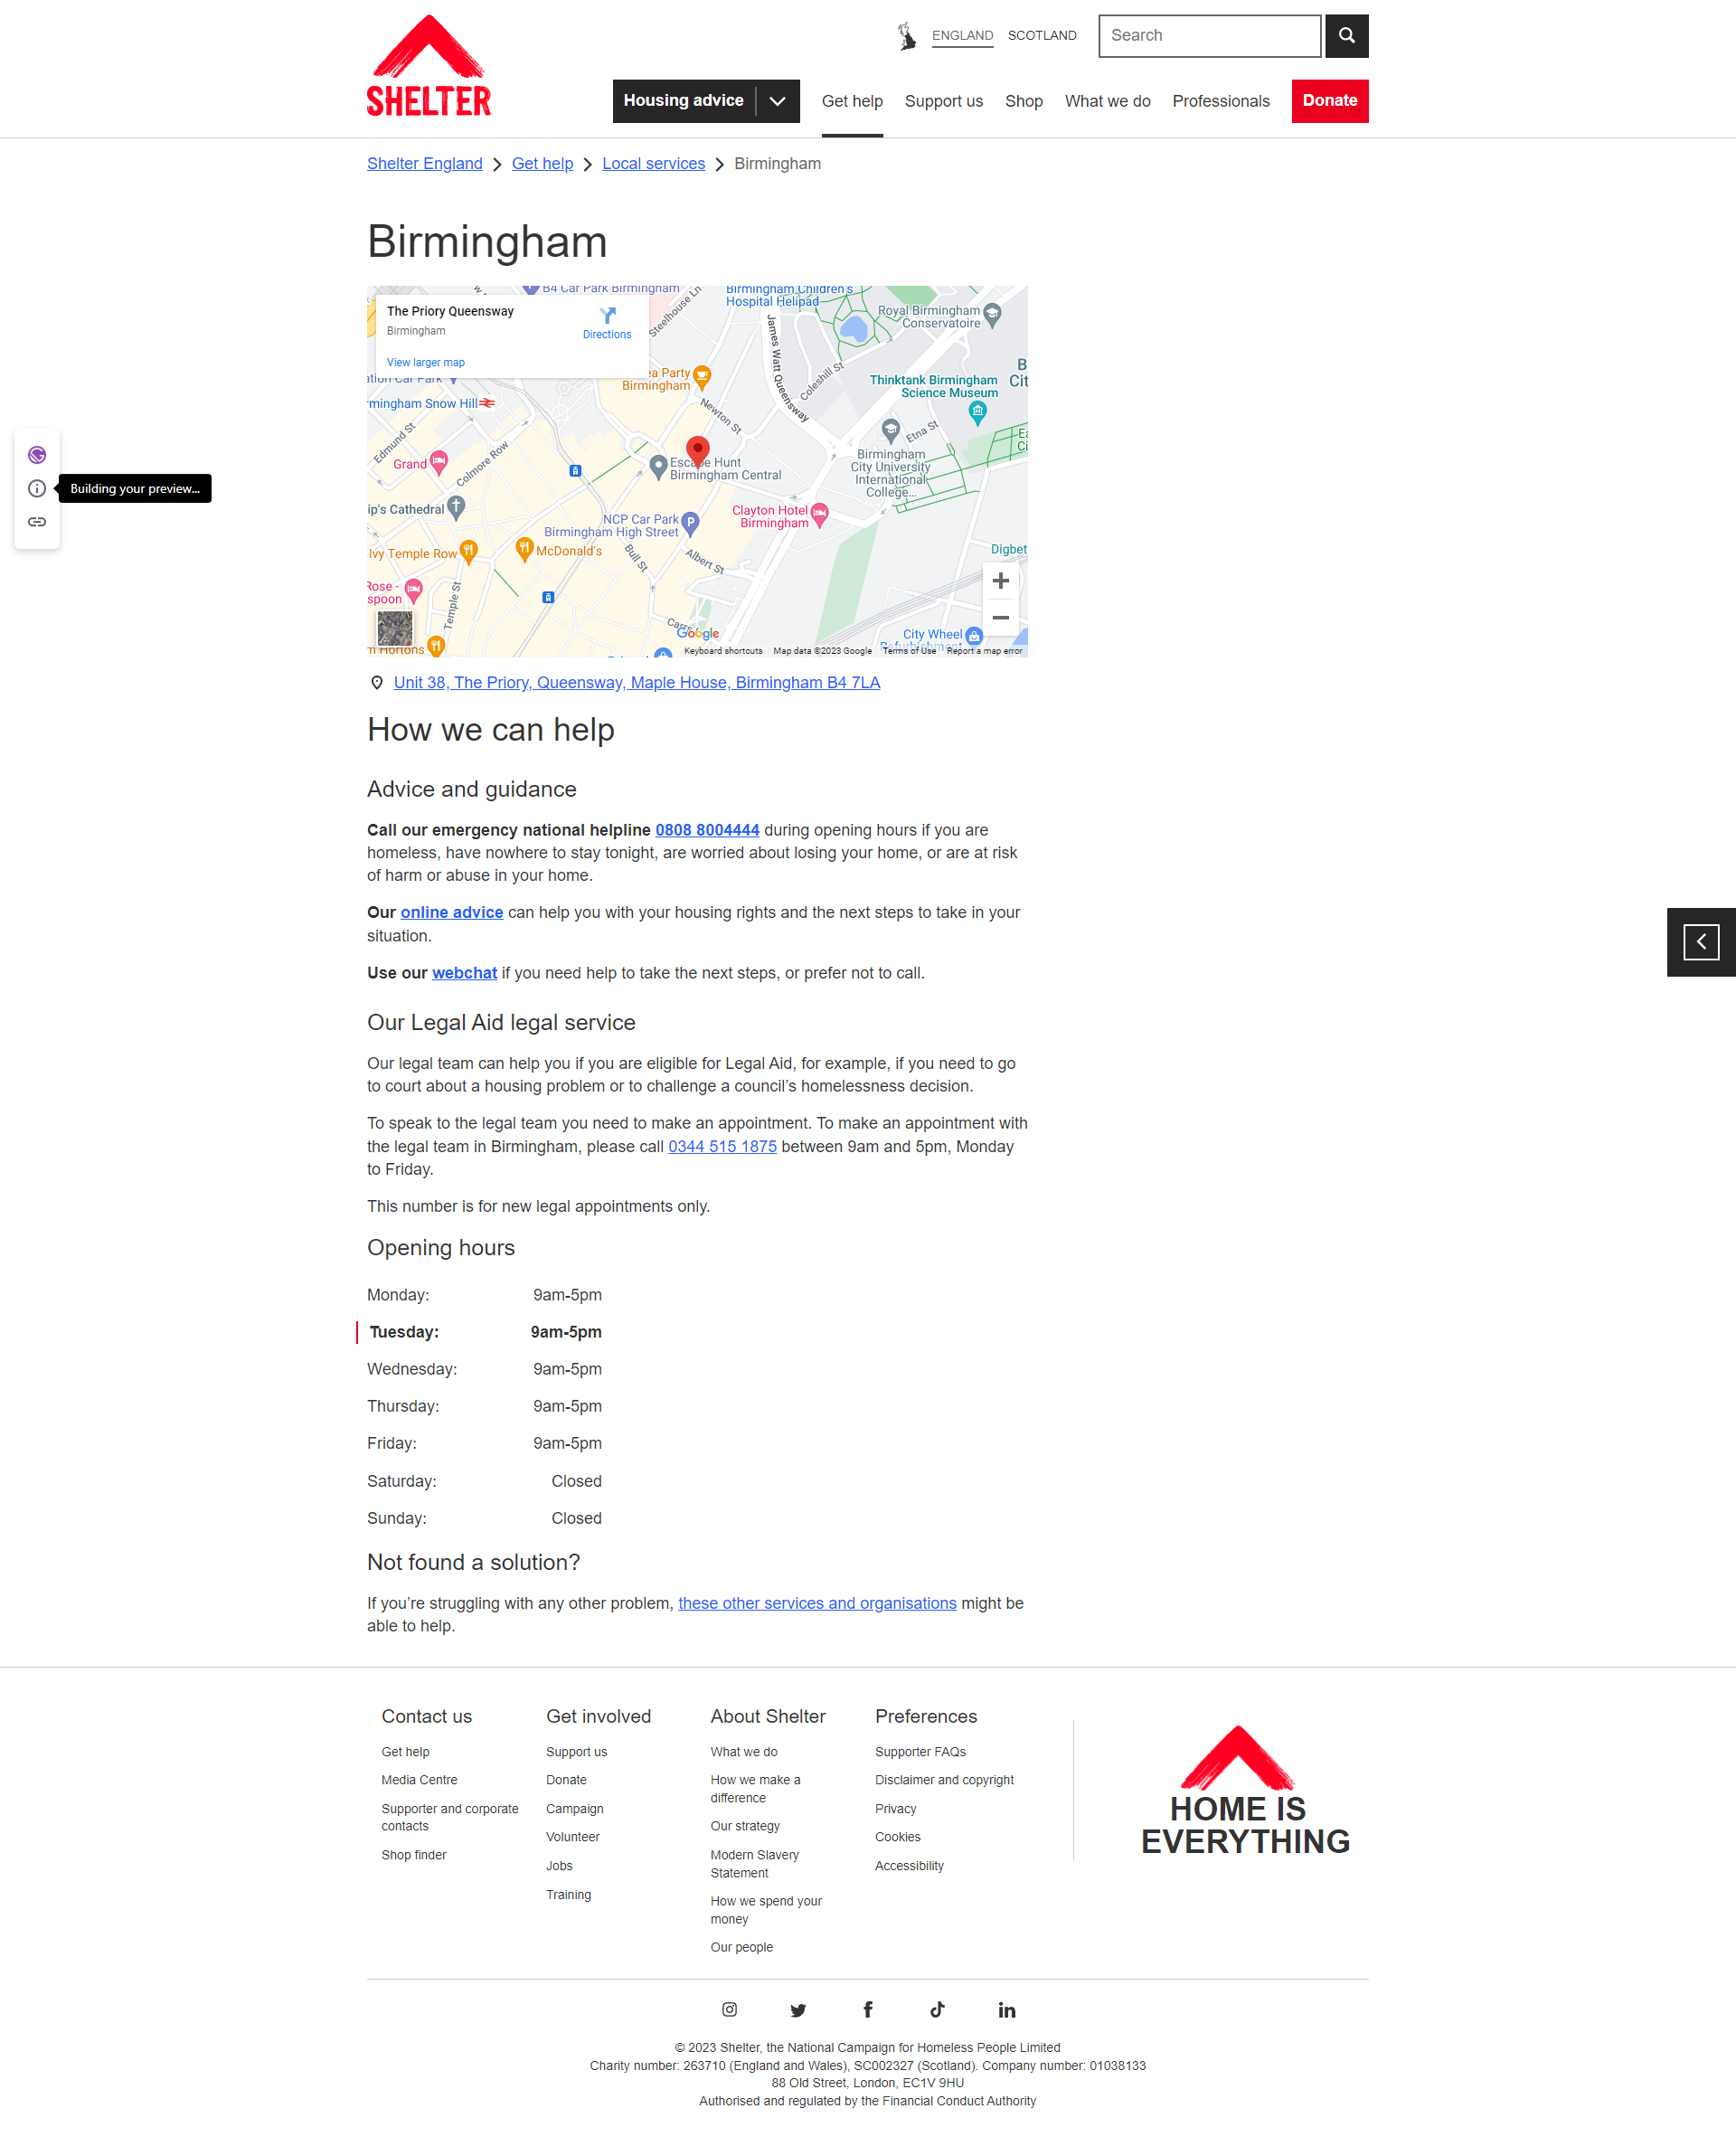 SHELTER
ENGLAND
SCOTLAND
Search
Housing advice
Get help
Support us
Shop
What we do
Professionals
Donate
Shelter England
Get help
Local services
Birmingham
Birmingham
The Priory Queensway
Birmingham
Directions
View larger map
B4 Car Park Birmingham
Steelhouse Ln
Birmingham Children's
Hospital Helipad
Royal Birmingham
Conservatoire
James Watt Queensway
Coleshill St
Thinktank Birmingham
Science Museum
Birmingham
Newton St
Edmund St
Colmore Row
Grand
Escape Hunt
Birmingham Central
Etna St
Birmingham
City University
International
College...
Clayton Hotel
Birmingham
NCP Car Park
Birmingham High Street
McDonald's
Bull St
Albert St
Temple St
City Wheel
Google
Keyboard shortcuts
Map data ©2023 Google
Terms of Use
Report a map error
Building your preview...
Unit 38, The Priory, Queensway, Maple House, Birmingham B4 7LA
How we can help
Advice and guidance
Call our emergency national helpline 0808 8004444 during opening hours if you are
homeless, have nowhere to stay tonight, are worried about losing your home, or are at risk
of harm or abuse in your home.
Our online advice can help you with your housing rights and the next steps to take in your
situation.
Use our webchat if you need help to take the next steps, or prefer not to call.
Our Legal Aid legal service
Our legal team can help you if you are eligible for Legal Aid, for example, if you need to go
to court about a housing problem or to challenge a council’s homelessness decision.
To speak to the legal team you need to make an appointment. To make an appointment with
the legal team in Birmingham, please call 0344 515 1875 between 9am and 5pm, Monday
to Friday.
This number is for new legal appointments only.
Opening hours
Monday: 9am-5pm
Tuesday: 9am-5pm
Wednesday: 9am-5pm
Thursday: 9am-5pm
Friday: 9am-5pm
Saturday: Closed
Sunday: Closed
Not found a solution?
If you’re struggling with any other problem, these other services and organisations might be
able to help.
Contact us
Get help
Media Centre
Supporter and corporate
contacts
Shop finder
Get involved
Support us
Donate
Campaign
Volunteer
Jobs
Training
About Shelter
What we do
How we make a
difference
Our strategy
Modern Slavery
Statement
How we spend your
money
Our people
Preferences
Supporter FAQs
Disclaimer and copyright
Privacy
Cookies
Accessibility
HOME IS
EVERYTHING
© 2023 Shelter, the National Campaign for Homeless People Limited
Charity number: 263710 (England and Wales), SC002327 (Scotland). Company number: 01038133
88 Old Street, London, EC1V 9HU
Authorised and regulated by the Financial Conduct Authority